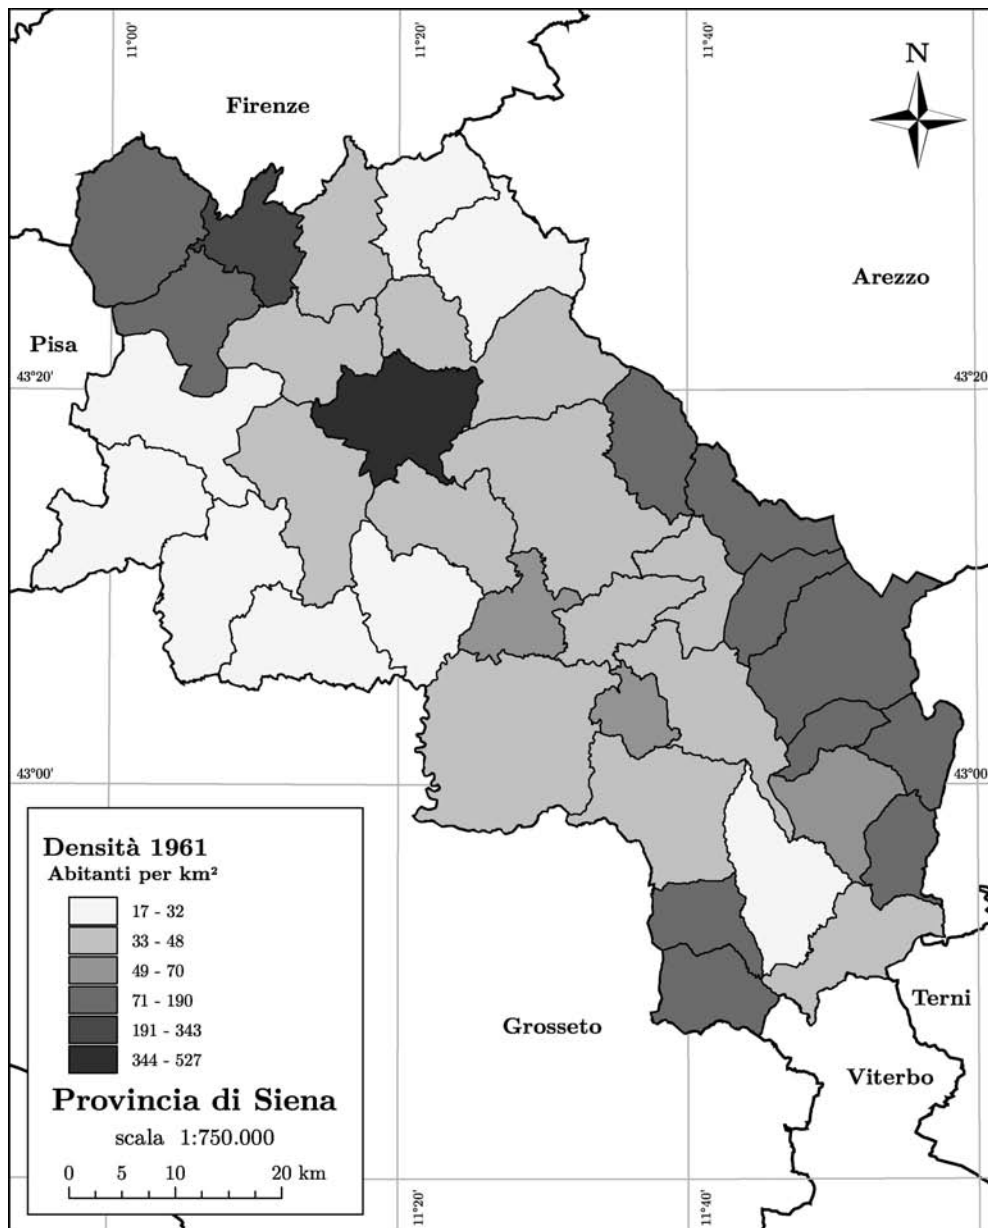 11°00'
11°20'
11°40'
N
Firenze
Arezzo
Pisa
43°20'
43°20'
43°00'
43°00'
Densità 1961
Abitanti per km²
17 - 32
33 - 48
49 - 70
71 - 190
191 - 343
344 - 527
Provincia di Siena
scala 1:750.000
0 5 10 20 km
Grosseto
Terni
Viterbo
11°20'
11°40'